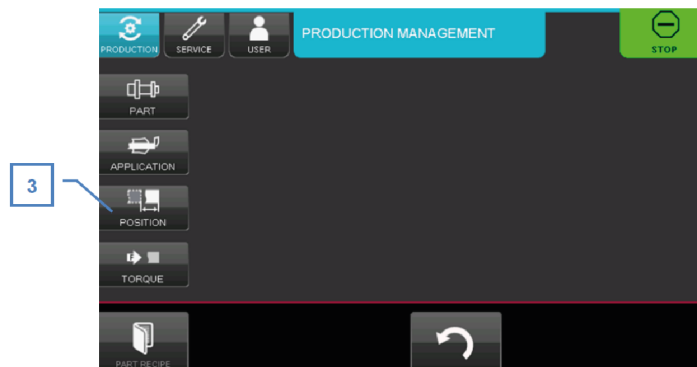 PRODUCTION
SERVICE
USER
PRODUCTION MANAGEMENT
STOP
PART
APPLICATION
3
POSITION
TORQUE
PART RECIPE